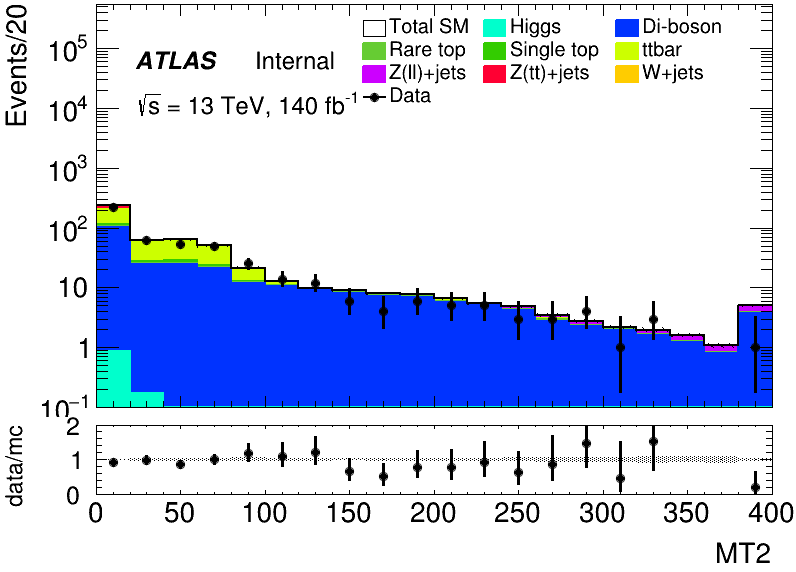 Events/20
10^5
10^4
10^3
10^2
10
1
10^-1
ATLAS Internal
√s = 13 TeV, 140 fb^-1
Total SM Higgs Di-boson
Rare top Single top ttbar
Z(ll)+jets Z(tt)+jets W+jets
Data
data/mc
2
1
0
0 50 100 150 200 250 300 350 400
MT2